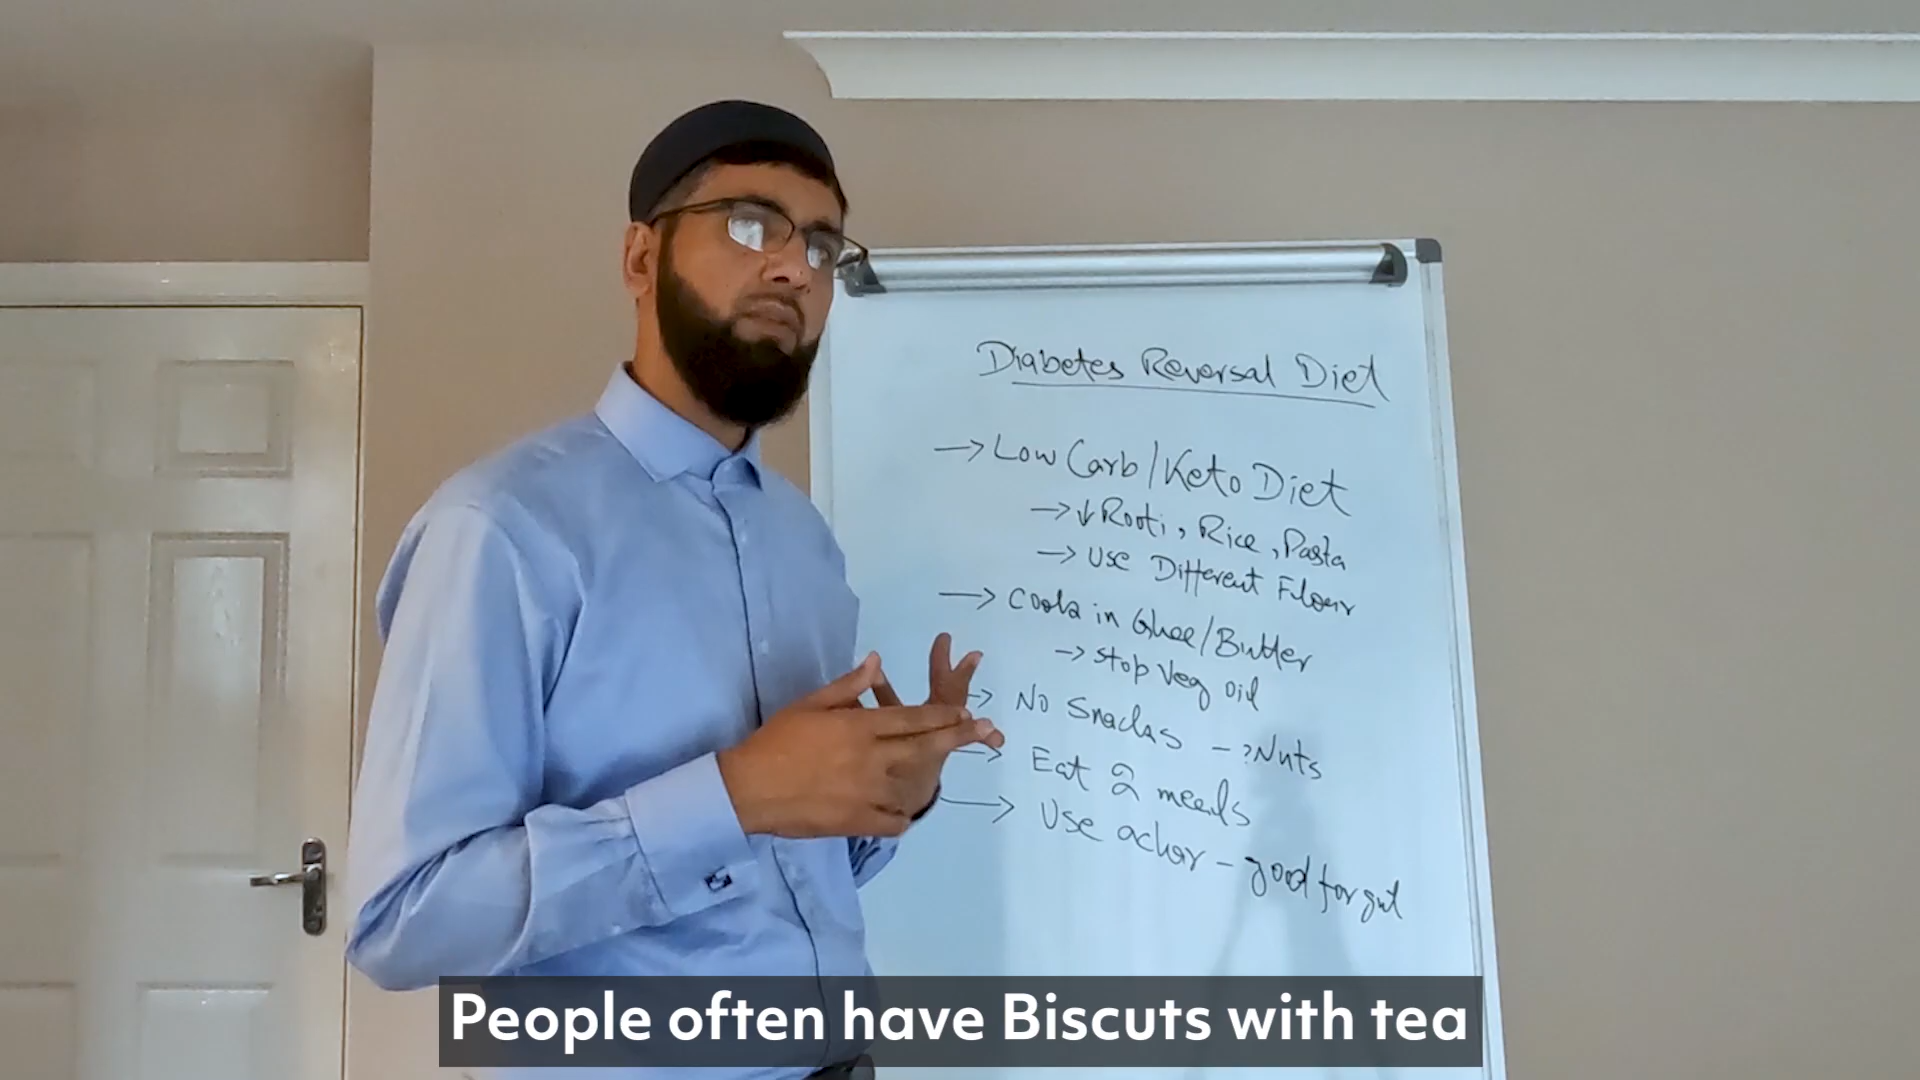 Diabetes Reversal Diet
→ Low Carb/Keto Diet
→ ↓ Rooti, Rice, Pasta
→ Use Different Flour
→ Cook in Ghee/Butter
→ Stop Veg oil
→ No Snacks - ?Nuts
→ Eat 2 meals
→ Use achar - good for gut
People often have Biscuts with tea